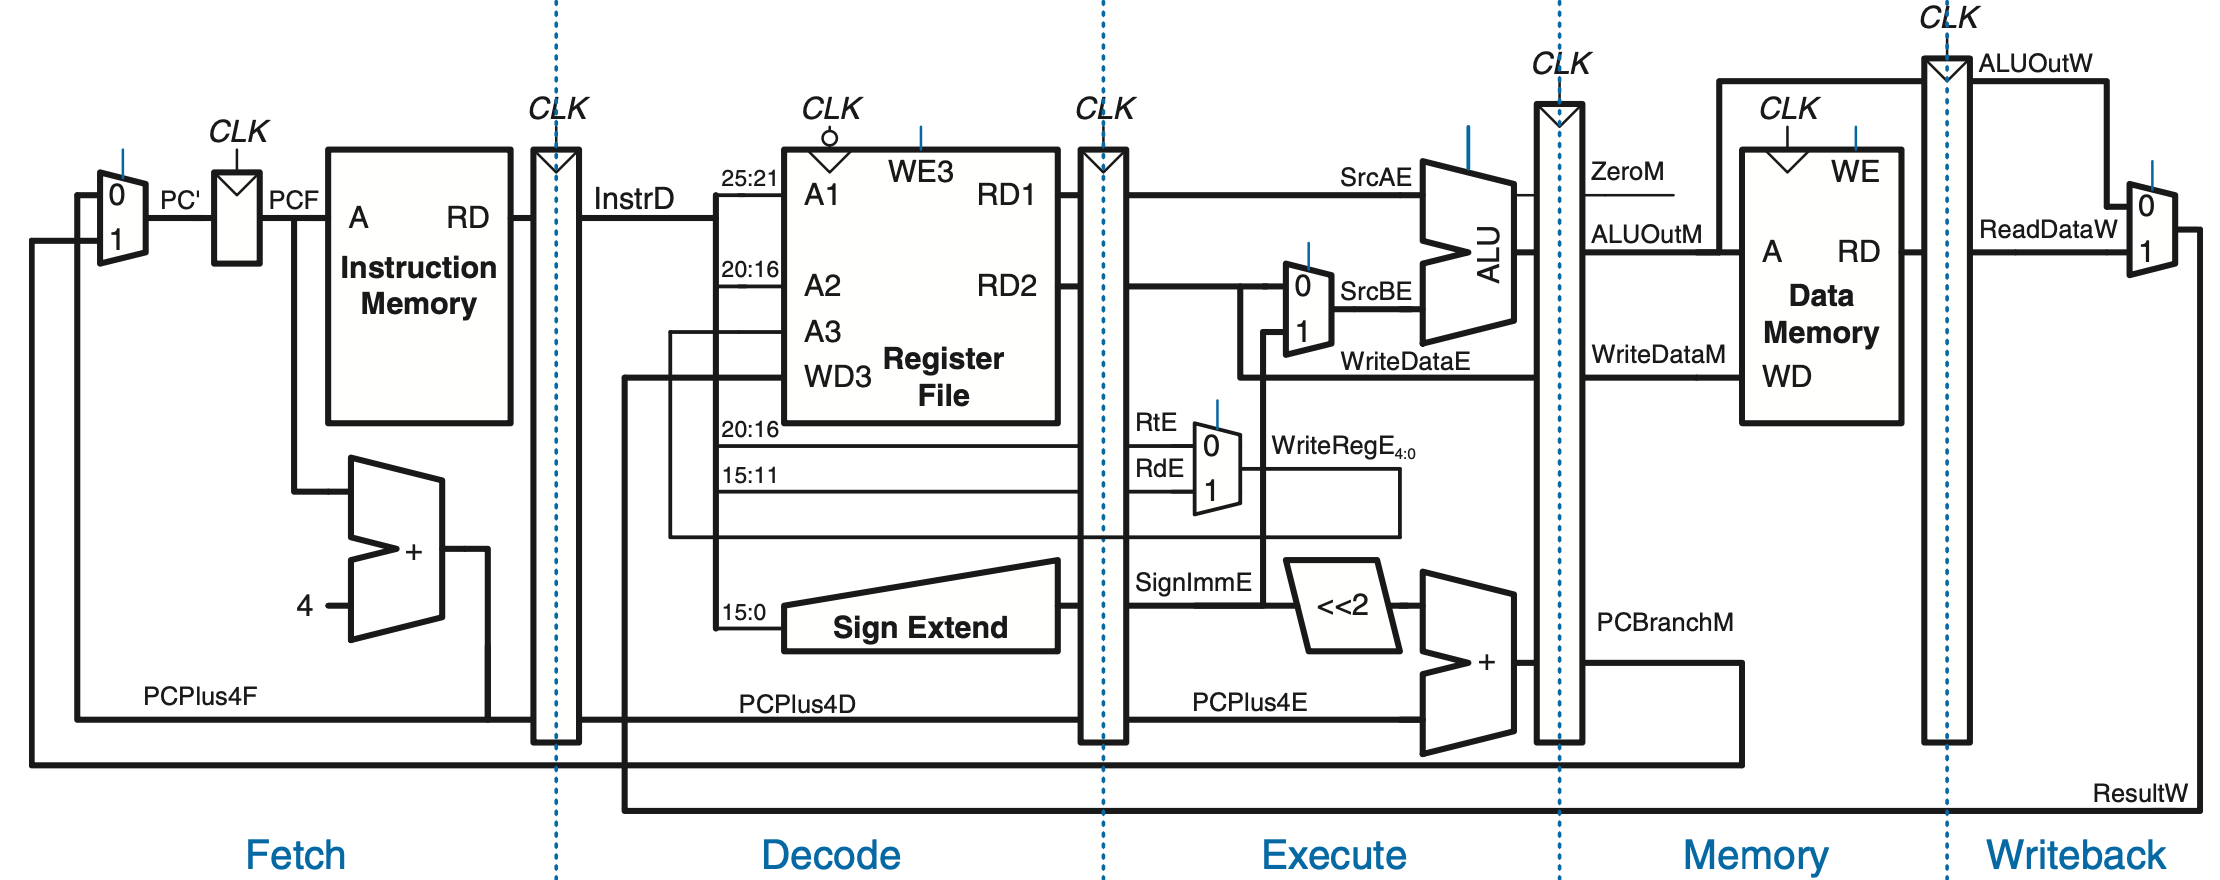 CLK
CLK
CLK
CLK
CLK
CLK
CLK
0
1
PC'
PCF
A
RD
Instruction
Memory
+
4
PCPlus4F
InstrD
25:21
20:16
20:16
15:11
15:0
A1
A2
A3
WD3
WE3
RD1
RD2
Register
File
Sign Extend
PCPlus4D
SrcAE
0
1
SrcBE
ALU
WriteDataE
RtE
RdE
0
1
WriteRegE4:0
SignImmE
<<2
+
PCPlus4E
ZeroM
ALUOutM
WriteDataM
PCBranchM
WE
A
RD
Data
Memory
WD
ALUOutW
ReadDataW
0
1
ResultW
Fetch
Decode
Execute
Memory
Writeback